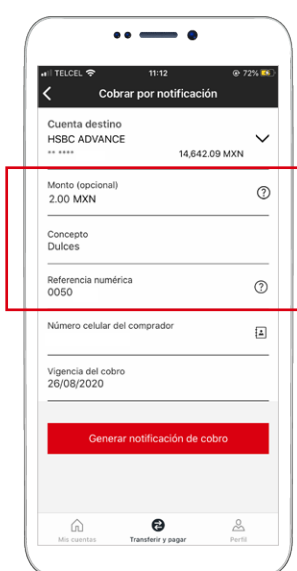 TELCEL 11:12 72%
Cobrar por notificación
Cuenta destino
HSBC ADVANCE
** ****
14,642.09 MXN
Monto (opcional)
2.00 MXN
Concepto
Dulces
Referencia numérica
0050
Número celular del comprador
Vigencia del cobro
26/08/2020
Generar notificación de cobro
Mis cuentas Transferir y pagar Perfil